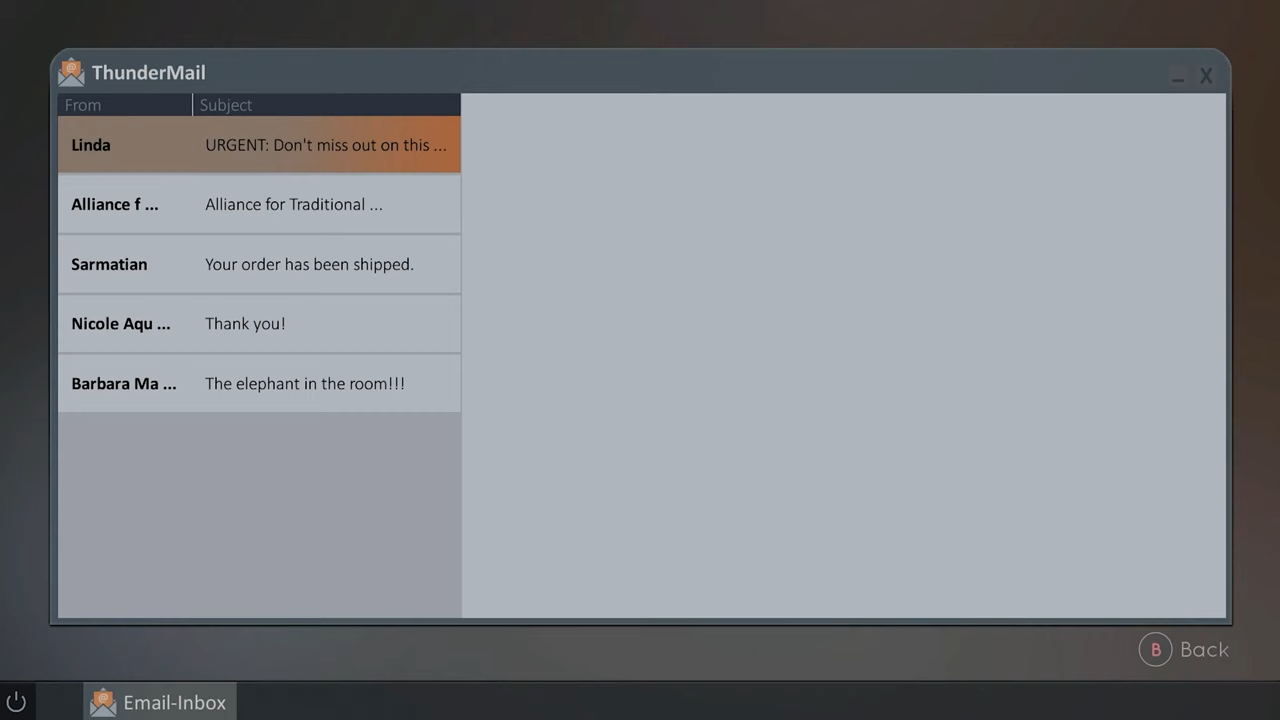 ThunderMail
From Subject
Linda URGENT: Don't miss out on this ...
Alliance f ... Alliance for Traditional ...
Sarmatian Your order has been shipped.
Nicole Aqu ... Thank you!
Barbara Ma ... The elephant in the room!!!
B Back
Email-Inbox